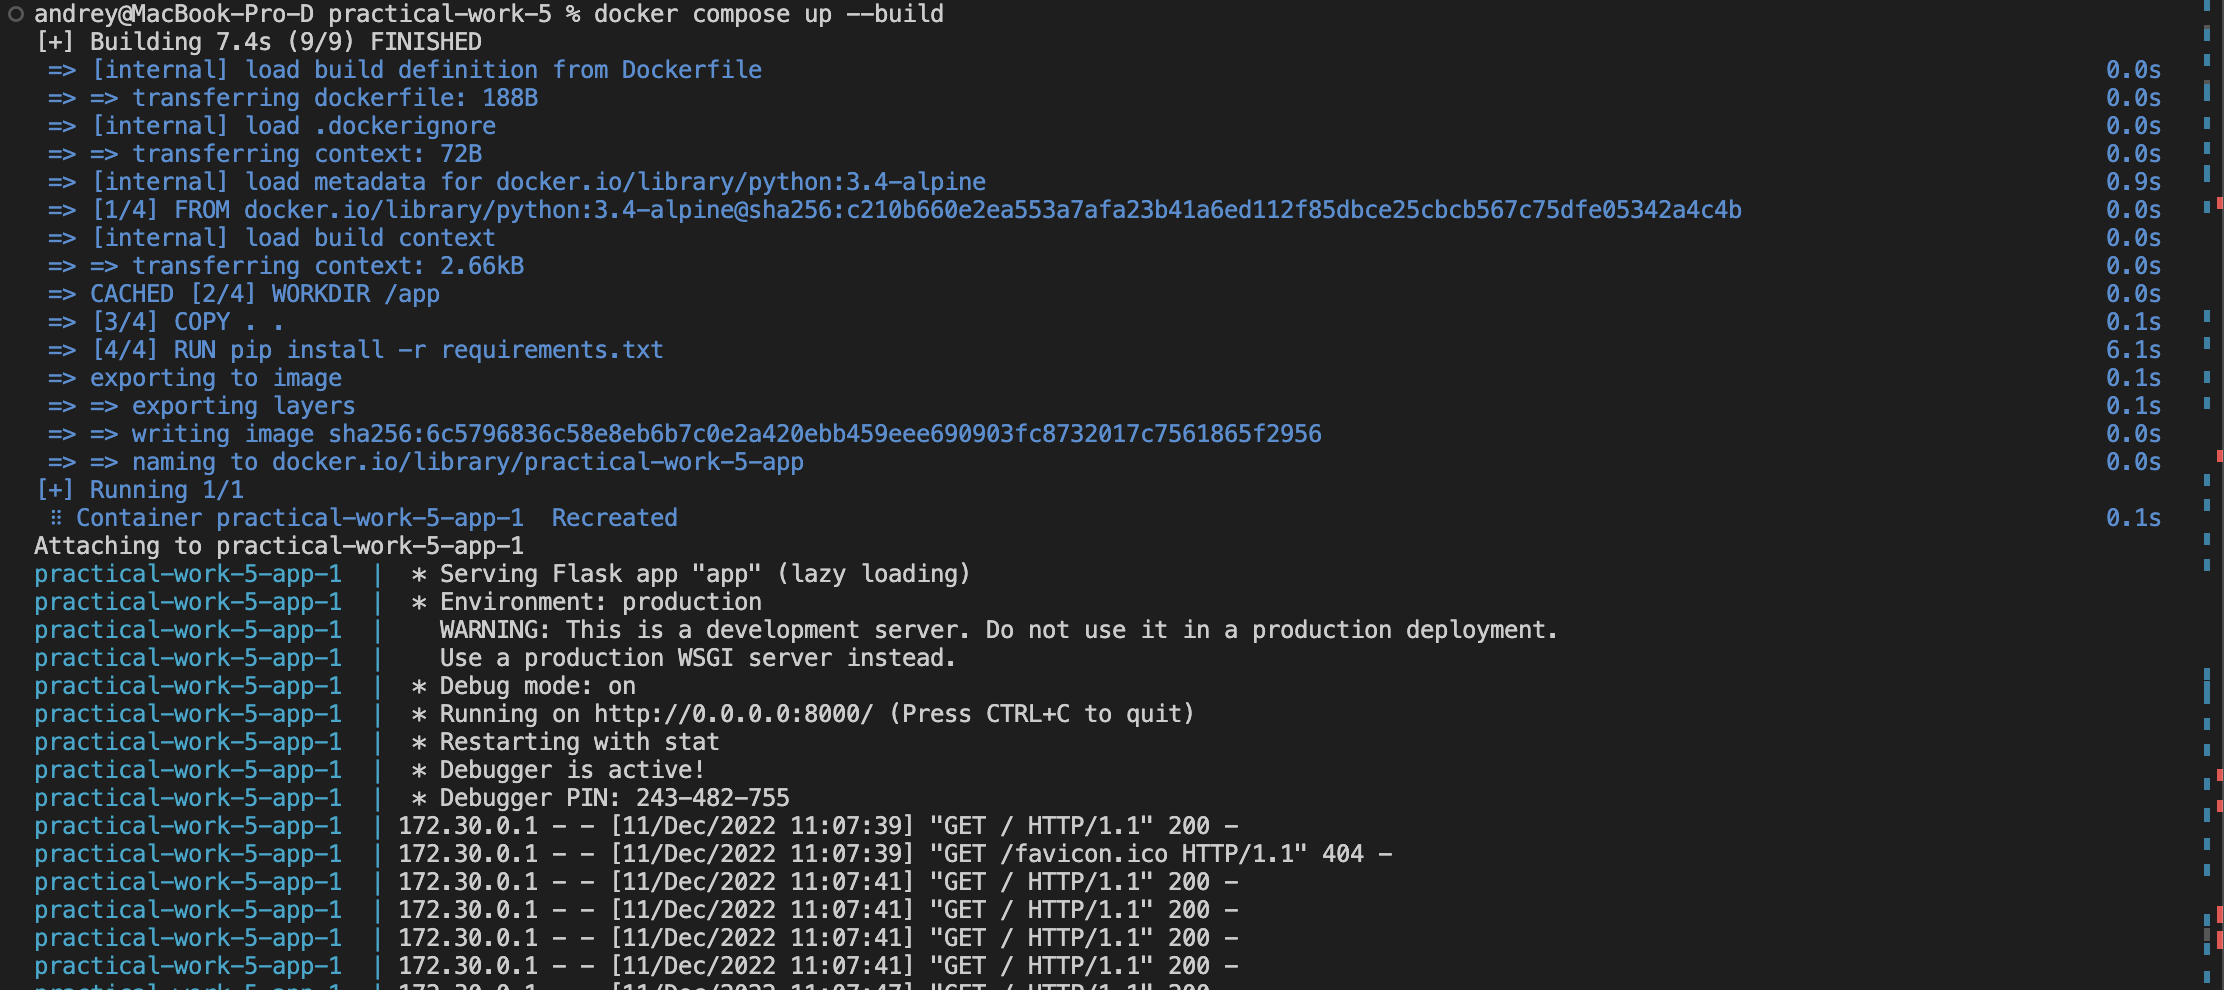 andrey@MacBook-Pro-D practical-work-5 % docker compose up --build
[+] Building 7.4s (9/9) FINISHED
=> [internal] load build definition from Dockerfile 0.0s
=> => transferring dockerfile: 188B 0.0s
=> [internal] load .dockerignore 0.0s
=> => transferring context: 72B 0.0s
=> [internal] load metadata for docker.io/library/python:3.4-alpine 0.9s
=> [1/4] FROM docker.io/library/python:3.4-alpine@sha256:c210b660e2ea553a7afa23b41a6ed112f85dbce25cbcb567c75dfe05342a4c4b 0.0s
=> [internal] load build context 0.0s
=> => transferring context: 2.66kB 0.0s
=> CACHED [2/4] WORKDIR /app 0.0s
=> [3/4] COPY . . 0.1s
=> [4/4] RUN pip install -r requirements.txt 6.1s
=> exporting to image 0.1s
=> => exporting layers 0.1s
=> => writing image sha256:6c5796836c58e8eb6b7c0e2a420ebb459eee690903fc8732017c7561865f2956 0.0s
=> => naming to docker.io/library/practical-work-5-app 0.0s
[+] Running 1/1
⠿ Container practical-work-5-app-1  Recreated 0.1s
Attaching to practical-work-5-app-1
practical-work-5-app-1  |  * Serving Flask app "app" (lazy loading)
practical-work-5-app-1  |  * Environment: production
practical-work-5-app-1  |    WARNING: This is a development server. Do not use it in a production deployment.
practical-work-5-app-1  |    Use a production WSGI server instead.
practical-work-5-app-1  |  * Debug mode: on
practical-work-5-app-1  |  * Running on http://0.0.0.0:8000/ (Press CTRL+C to quit)
practical-work-5-app-1  |  * Restarting with stat
practical-work-5-app-1  |  * Debugger is active!
practical-work-5-app-1  |  * Debugger PIN: 243-482-755
practical-work-5-app-1  | 172.30.0.1 - - [11/Dec/2022 11:07:39] "GET / HTTP/1.1" 200 -
practical-work-5-app-1  | 172.30.0.1 - - [11/Dec/2022 11:07:39] "GET /favicon.ico HTTP/1.1" 404 -
practical-work-5-app-1  | 172.30.0.1 - - [11/Dec/2022 11:07:41] "GET / HTTP/1.1" 200 -
practical-work-5-app-1  | 172.30.0.1 - - [11/Dec/2022 11:07:41] "GET / HTTP/1.1" 200 -
practical-work-5-app-1  | 172.30.0.1 - - [11/Dec/2022 11:07:41] "GET / HTTP/1.1" 200 -
practical-work-5-app-1  | 172.30.0.1 - - [11/Dec/2022 11:07:41] "GET / HTTP/1.1" 200 -